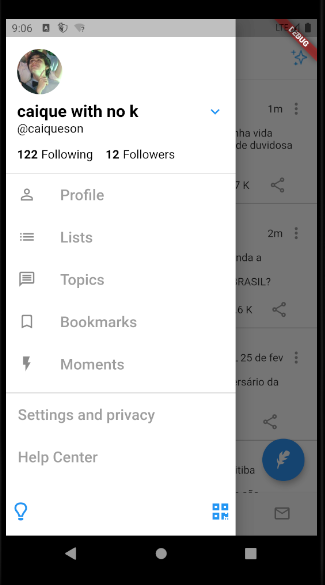 9:06
LTE
DEBUG
caique with no k
@caiqueson
122 Following 12 Followers
Profile
Lists
Topics
Bookmarks
Moments
Settings and privacy
Help Center
1m
nha vida
de duvidosa
7 K
2m
nda a
BRASIL?
6 K
25 de fev
ersário da
itiba